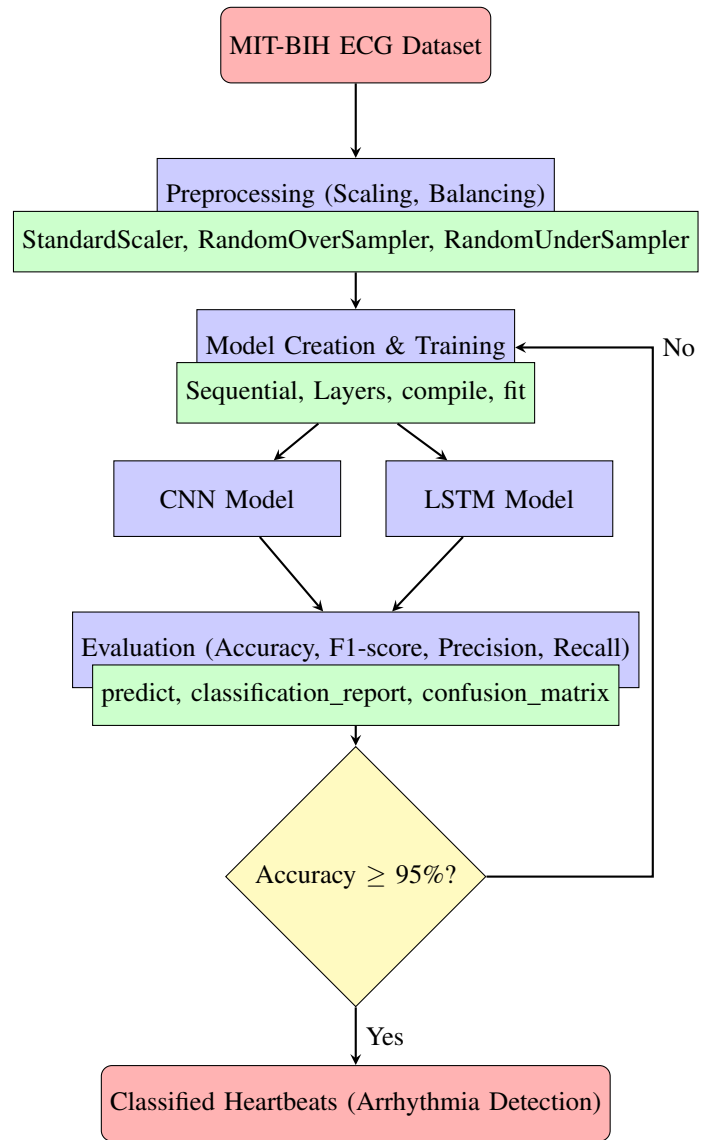 MIT-BIH ECG Dataset
Preprocessing (Scaling, Balancing)
StandardScaler, RandomOverSampler, RandomUnderSampler
Model Creation & Training
No
Sequential, Layers, compile, fit
CNN Model
LSTM Model
Evaluation (Accuracy, F1-score, Precision, Recall)
predict, classification_report, confusion_matrix
Accuracy ≥ 95%?
Yes
Classified Heartbeats (Arrhythmia Detection)